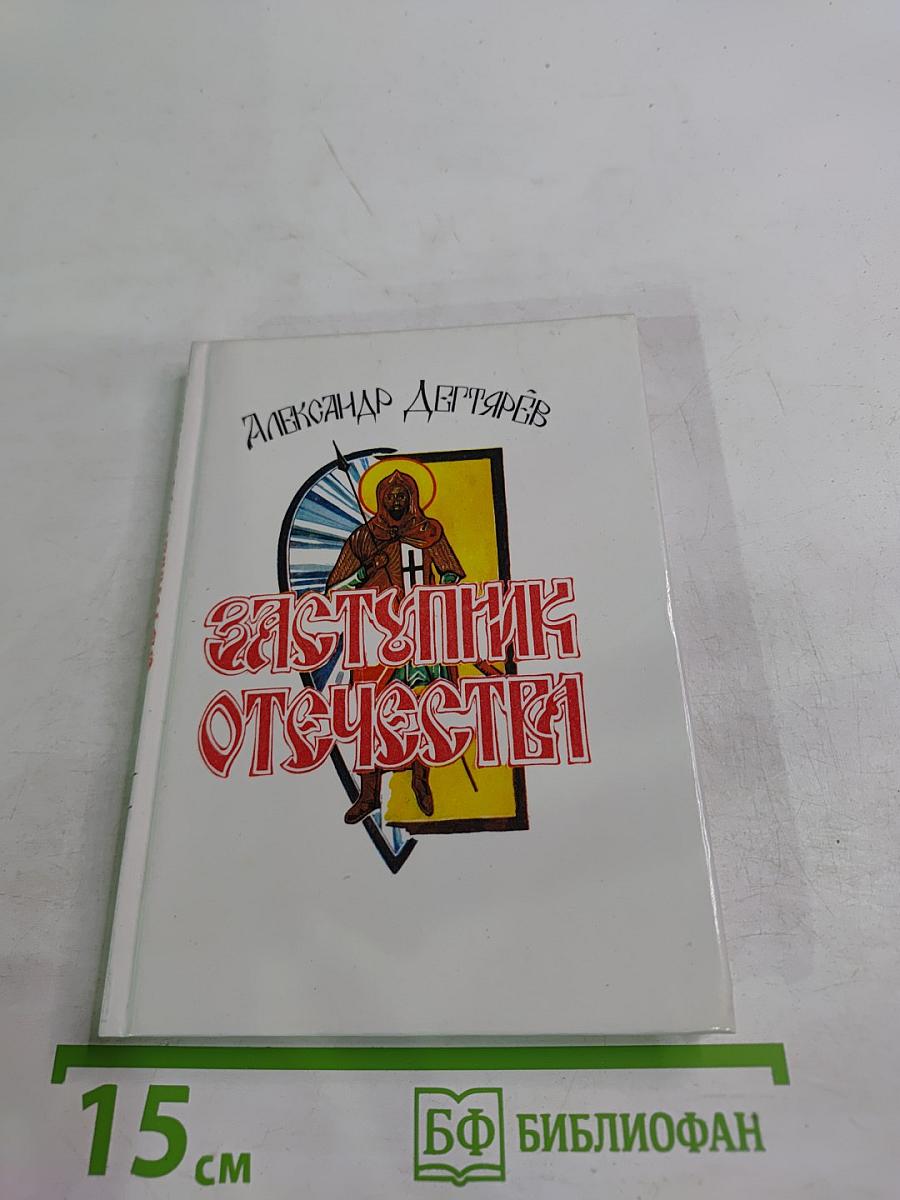 Александр Дегтярёв
ЗАСТУПНИК
ОТЕЧЕСТВА
15 см
БФ БИБЛИОФАН